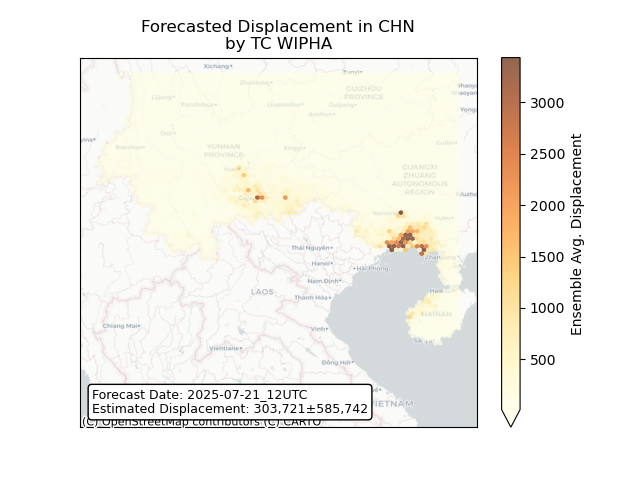 Forecasted Displacement in CHN
by TC WIPHA
Xichang
GUIZHOU
PROVINCE
YUNNAN
PROVINCE
GUANGXI
ZHUANG
AUTONOMOUS
REGION
Thái Nguyên
Hanoi
Hai Phong
Nam Định
LAOS
Thanh Hóa
HAINAN
Chiang Mai
Vinh
Vientiane
Đồng Hới
VIETNAM
Forecast Date: 2025-07-21_12UTC
Estimated Displacement: 303,721±585,742
(C) OpenStreetMap contributors (C) CARTO
3000
2500
2000
1500
1000
500
Ensemble Avg. Displacement